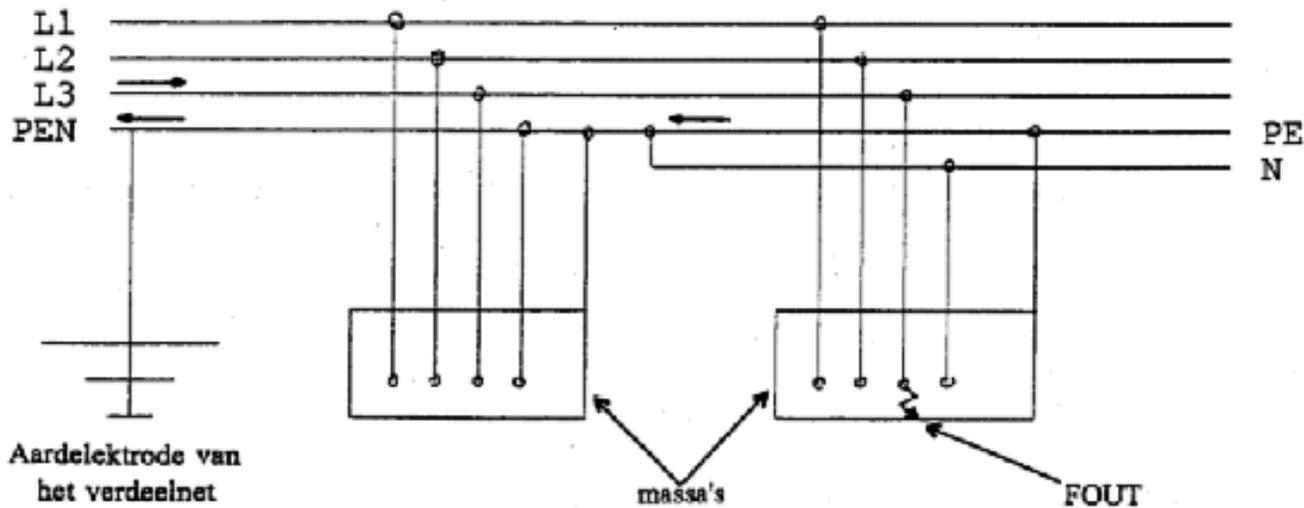 L1
L2
L3
PEN
PE
N
Aardelektrode van
het verdeelnet
massa's
FOUT